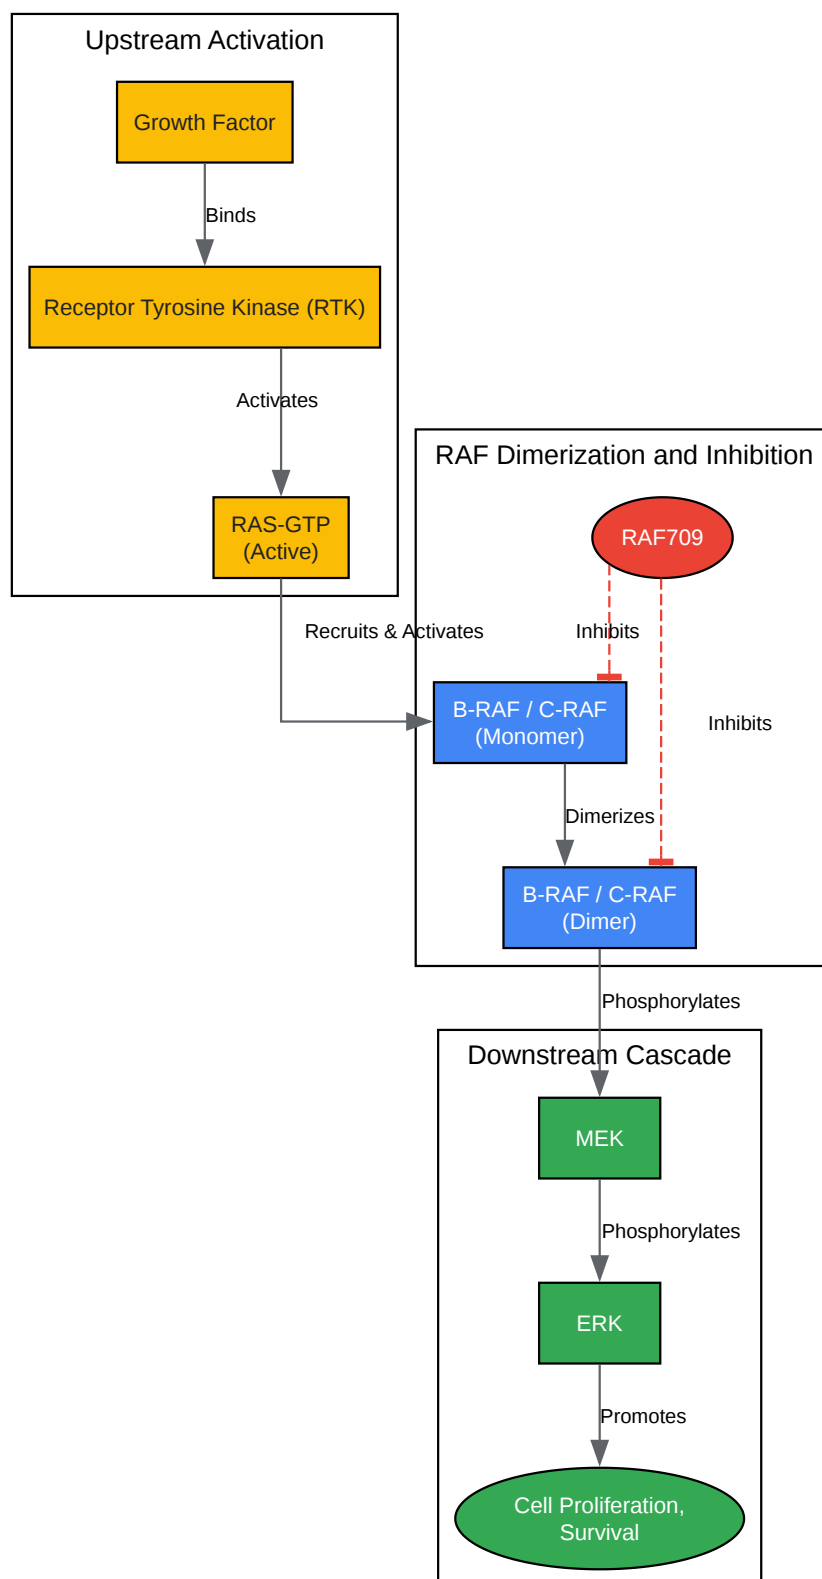 Upstream Activation
Growth Factor
Binds
Receptor Tyrosine Kinase (RTK)
Activates
RAS-GTP
(Active)
RAF Dimerization and Inhibition
RAF709
Recruits & Activates
Inhibits
B-RAF / C-RAF
(Monomer)
Inhibits
Dimerizes
B-RAF / C-RAF
(Dimer)
Phosphorylates
Downstream Cascade
MEK
Phosphorylates
ERK
Promotes
Cell Proliferation,
Survival